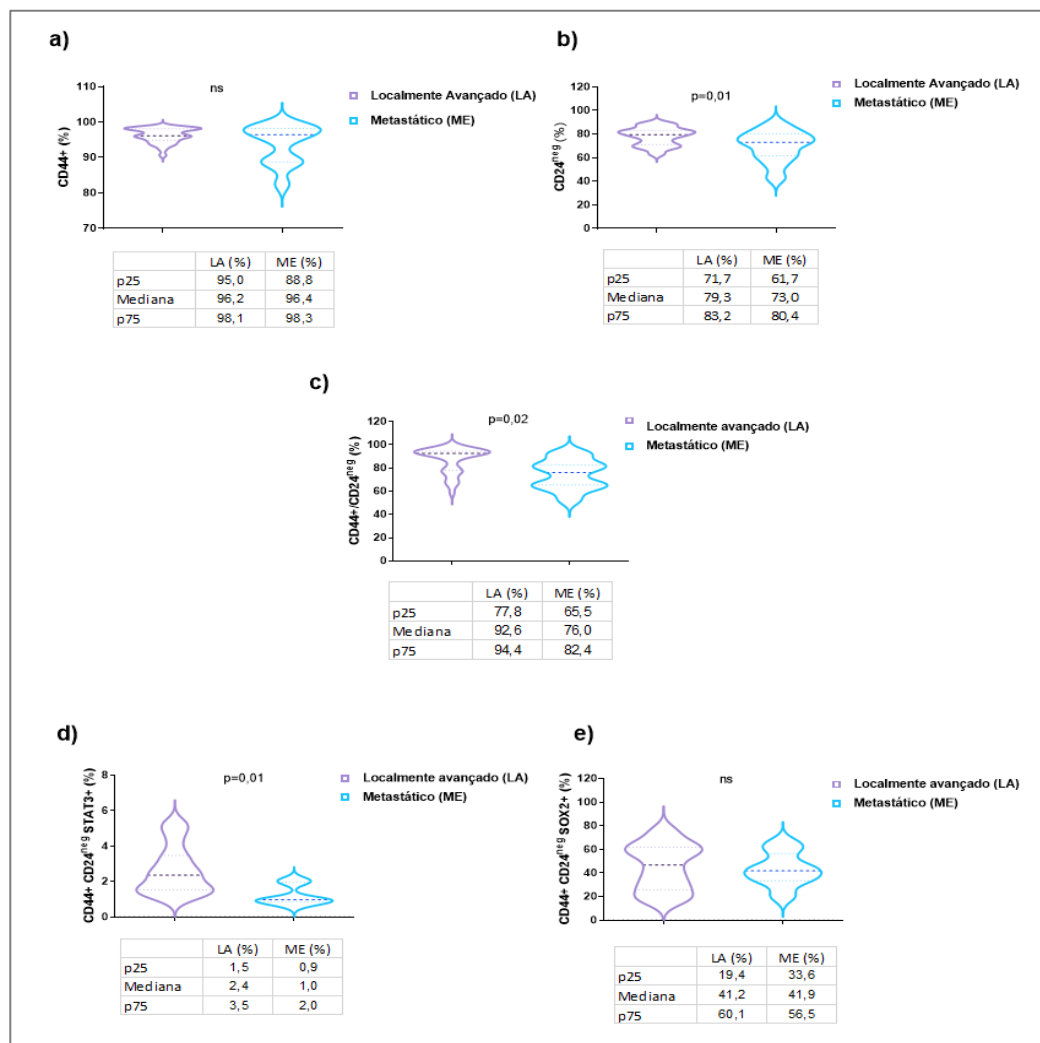 a)
ns
110
100
90
80
70
CD44+ (%)
Localmente Avançado (LA)
Metastático (ME)
LA (%) ME (%)
p25 95,0 88,8
Mediana 96,2 96,4
p75 98,1 98,3
b)
p=0,01
120
100
80
60
40
20
0
CD24neg (%)
Localmente Avançado (LA)
Metastático (ME)
LA (%) ME (%)
p25 71,7 61,7
Mediana 79,3 73,0
p75 83,2 80,4
c)
p=0,02
120
100
80
60
40
20
0
CD44+/CD24neg (%)
Localmente avançado (LA)
Metastático (ME)
LA (%) ME (%)
p25 77,8 65,5
Mediana 92,6 76,0
p75 94,4 82,4
d)
p=0,01
8
6
4
2
0
CD44+ CD24neg STAT3+ (%)
Localmente avançado (LA)
Metastático (ME)
LA (%) ME (%)
p25 1,5 0,9
Mediana 2,4 1,0
p75 3,5 2,0
e)
ns
120
100
80
60
40
20
0
CD44+ CD24neg SOX2+ (%)
Localmente avançado (LA)
Metastático (ME)
LA (%) ME (%)
p25 19,4 33,6
Mediana 41,2 41,9
p75 60,1 56,5